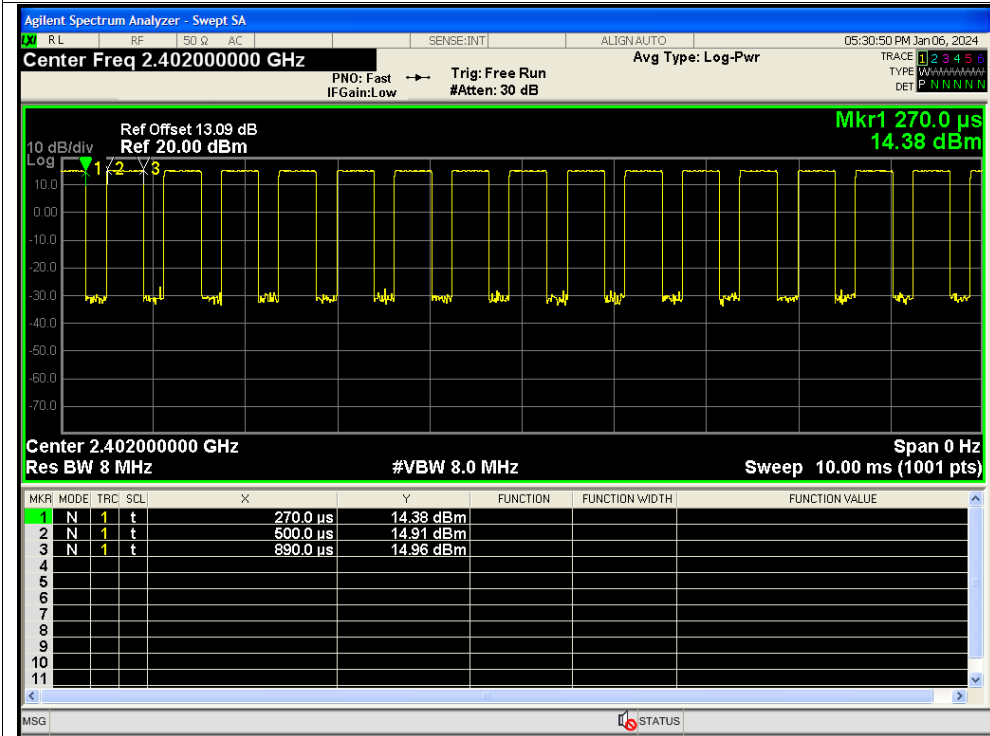 Agilent Spectrum Analyzer - Swept SA
LXI RL RF 50 Ω AC SENSE:INT ALIGN AUTO 05:30:50 PM Jan 06, 2024
Center Freq 2.402000000 GHz Avg Type: Log-Pwr TRACE 1 2 3 4 5 6
PNO: Fast Trig: Free Run TYPE W
IFGain:Low #Atten: 30 dB DET P N N N N N
Mkr1 270.0 µs
Ref Offset 13.09 dB
10 dB/div Ref 20.00 dBm 14.38 dBm
Log
1 2 3
10.0
0.00
-10.0
-20.0
-30.0
-40.0
-50.0
-60.0
-70.0
Center 2.402000000 GHz Span 0 Hz
Res BW 8 MHz #VBW 8.0 MHz Sweep 10.00 ms (1001 pts)
MKR MODE TRC SCL X Y FUNCTION FUNCTION WIDTH FUNCTION VALUE
1 N 1 t 270.0 µs 14.38 dBm
2 N 1 t 500.0 µs 14.91 dBm
3 N 1 t 890.0 µs 14.96 dBm
4
5
6
7
8
9
10
11
MSG STATUS